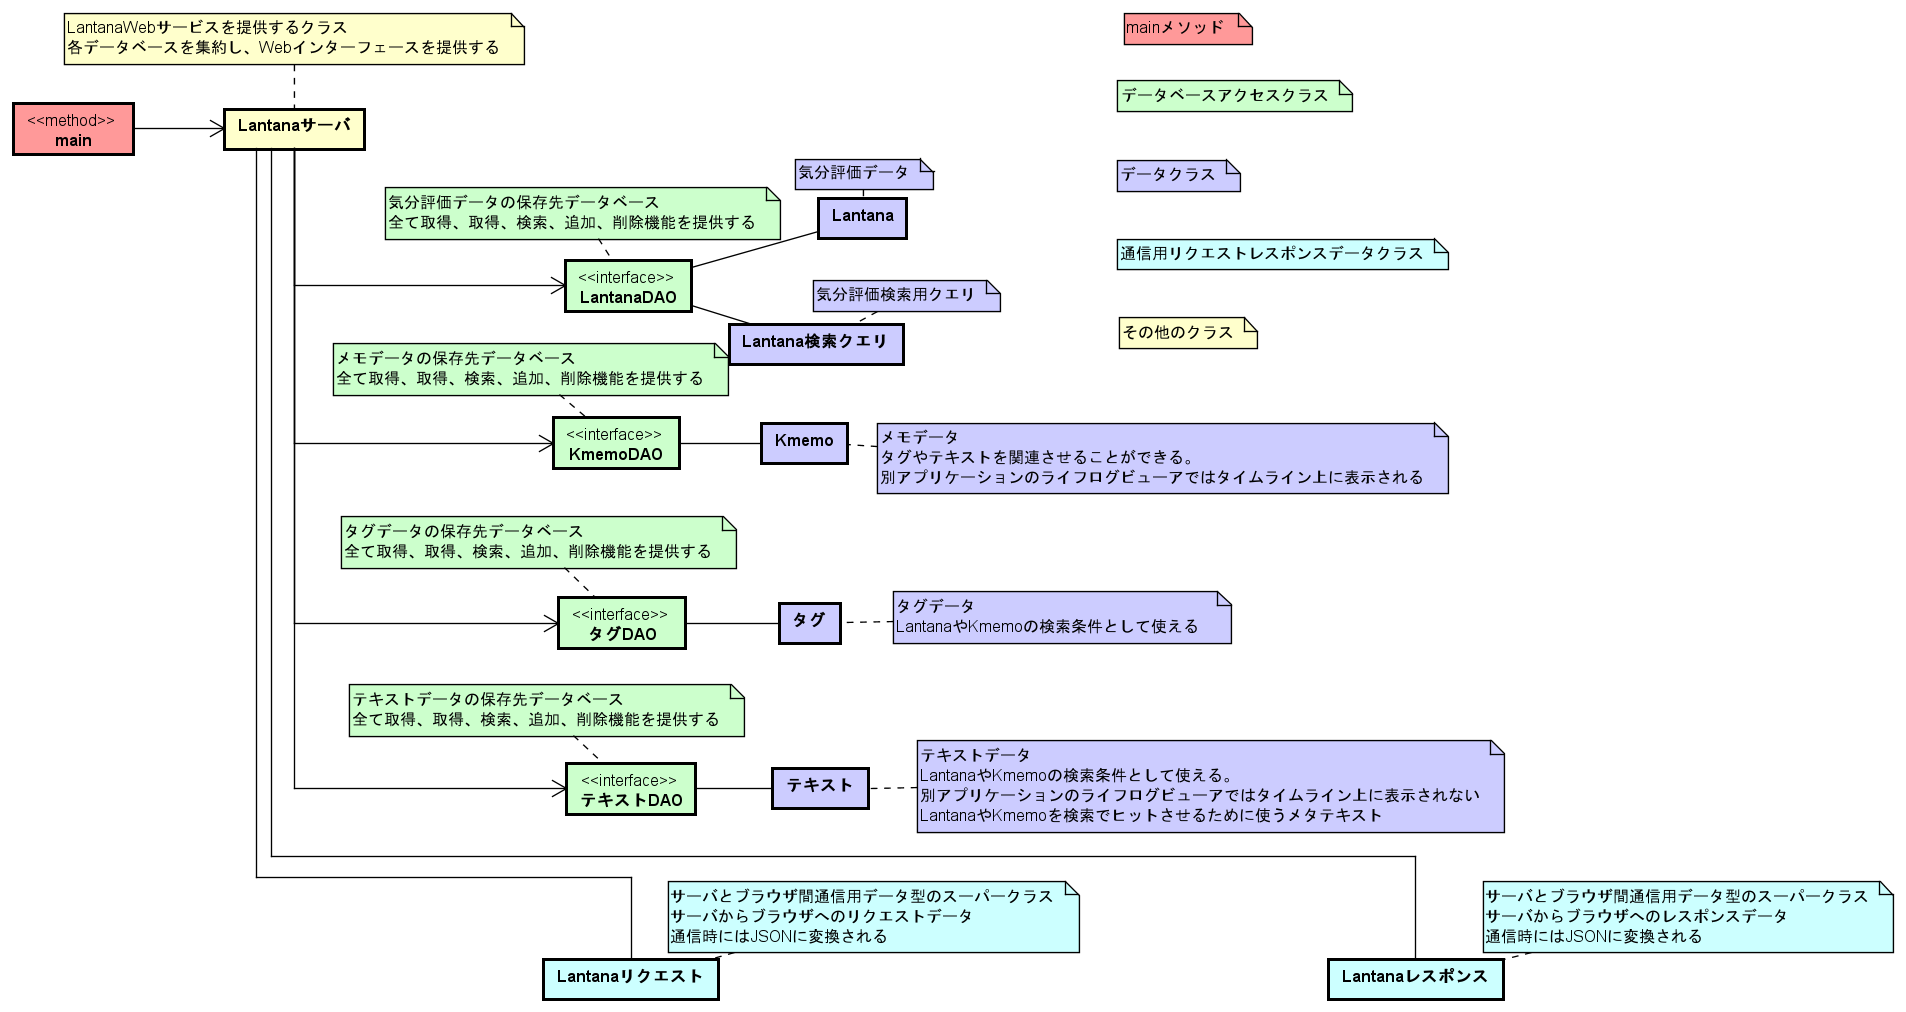 LantanaWebサービスを提供するクラス
各データベースを集約し、Webインターフェースを提供する
mainメソッド
データベースアクセスクラス
<<method>>
main
Lantanaサーバ
気分評価データ
データクラス
気分評価データの保存先データベース
全て取得、取得、検索、追加、削除機能を提供する
Lantana
通信用リクエストレスポンスデータクラス
<<interface>>
LantanaDAO
気分評価検索用クエリ
その他のクラス
Lantana検索クエリ
メモデータの保存先データベース
全て取得、取得、検索、追加、削除機能を提供する
<<interface>>
KmemoDAO
Kmemo
メモデータ
タグやテキストを関連させることができる。
別アプリケーションのライフログビューアではタイムライン上に表示される
タグデータの保存先データベース
全て取得、取得、検索、追加、削除機能を提供する
<<interface>>
タグDAO
タグ
タグデータ
LantanaやKmemoの検索条件として使える
テキストデータの保存先データベース
全て取得、取得、検索、追加、削除機能を提供する
<<interface>>
テキストDAO
テキスト
テキストデータ
LantanaやKmemoの検索条件として使える。
別アプリケーションのライフログビューアではタイムライン上に表示されない
LantanaやKmemoを検索でヒットさせるために使うメタテキスト
サーバとブラウザ間通信用データ型のスーパークラス
サーバからブラウザへのリクエストデータ
通信時にはJSONに変換される
Lantanaリクエスト
サーバとブラウザ間通信用データ型のスーパークラス
サーバからブラウザへのレスポンスデータ
通信時にはJSONに変換される
Lantanaレスポンス